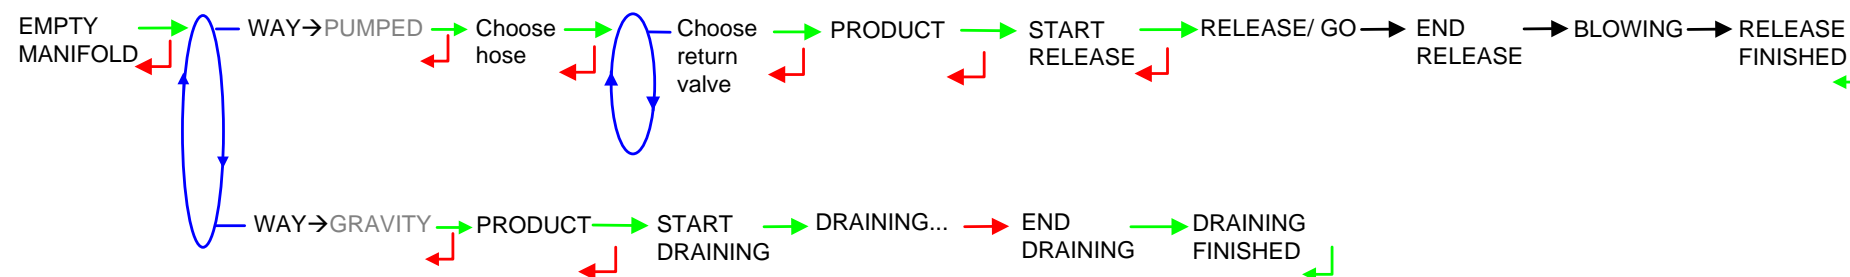 EMPTY
MANIFOLD
WAY→PUMPED
Choose
hose
Choose
return
valve
PRODUCT
START
RELEASE
RELEASE/ GO
END
RELEASE
BLOWING
RELEASE
FINISHED
WAY→GRAVITY
PRODUCT
START
DRAINING
DRAINING...
END
DRAINING
DRAINING
FINISHED